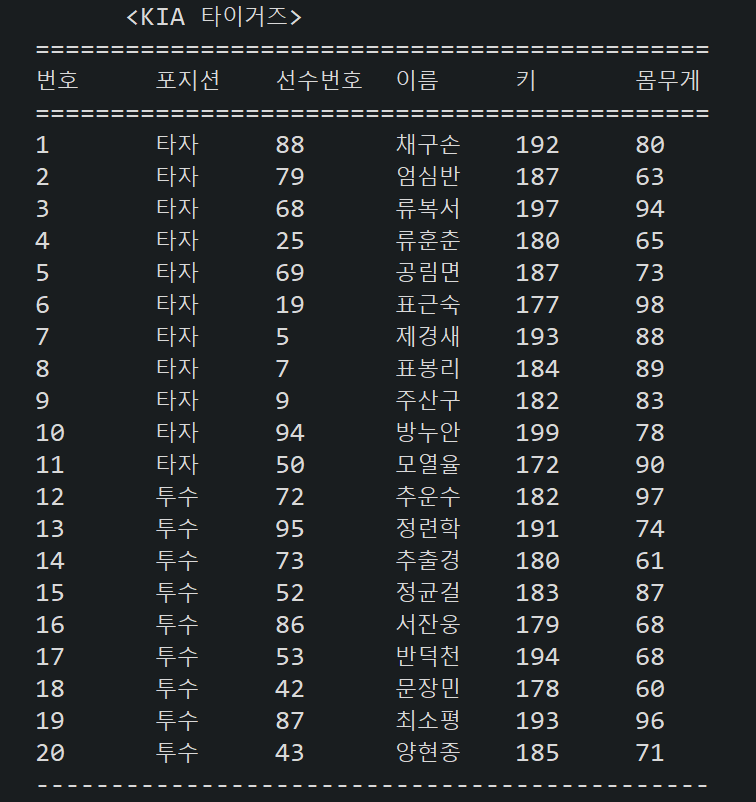 <KIA 타이거즈>
=============================================
번호 포지션 선수번호 이름 키 몸무게
=============================================
1 타자 88 채구손 192 80
2 타자 79 엄심반 187 63
3 타자 68 류복서 197 94
4 타자 25 류훈춘 180 65
5 타자 69 공림면 187 73
6 타자 19 표근숙 177 98
7 타자 5 제경새 193 88
8 타자 7 표봉리 184 89
9 타자 9 주산구 182 83
10 타자 94 방누안 199 78
11 타자 50 모열율 172 90
12 투수 72 추운수 182 97
13 투수 95 정련학 191 74
14 투수 73 추출경 180 61
15 투수 52 정균걸 183 87
16 투수 86 서잔웅 179 68
17 투수 53 반덕천 194 68
18 투수 42 문장민 178 60
19 투수 87 최소평 193 96
20 투수 43 양현종 185 71
---------------------------------------------